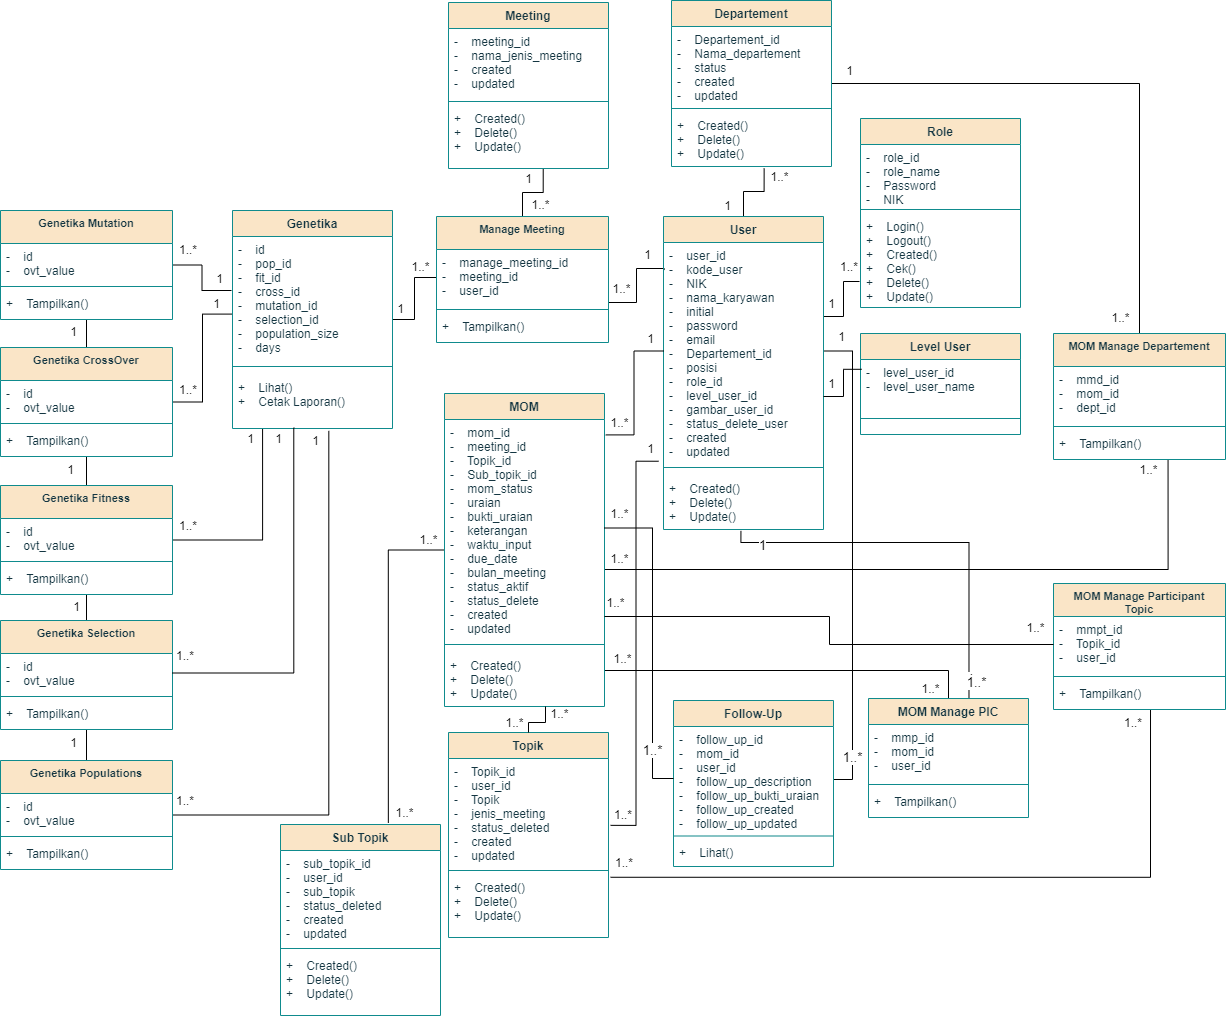 Meeting
- meeting_id
- nama_jenis_meeting
- created
- updated
+ Created()
+ Delete()
+ Update()
1
1..*
Departement
- Departement_id
- Nama_departement
- status
- created
- updated
+ Created()
+ Delete()
+ Update()
1
1..*
1
1..*
Role
- role_id
- role_name
- Password
- NIK
+ Login()
+ Logout()
+ Created()
+ Cek()
+ Delete()
+ Update()
Genetika Mutation
- id
- ovt_value
+ Tampilkan()
1..*
1
1
Genetika
- id
- pop_id
- fit_id
- cross_id
- mutation_id
- selection_id
- population_size
- days
+ Lihat()
+ Cetak Laporan()
1
1..*
Manage Meeting
- manage_meeting_id
- meeting_id
- user_id
+ Tampilkan()
1
1..*
User
- user_id
- kode_user
- NIK
- nama_karyawan
- initial
- password
- email
- Departement_id
- posisi
- role_id
- level_user_id
- gambar_user_id
- status_delete_user
- created
- updated
+ Created()
+ Delete()
+ Update()
1..*
1
1
1
Level User
- level_user_id
- level_user_name
MOM Manage Departement
- mmd_id
- mom_id
- dept_id
+ Tampilkan()
1..*
1
Genetika CrossOver
- id
- ovt_value
+ Tampilkan()
1..*
1
Genetika Fitness
- id
- ovt_value
+ Tampilkan()
1..*
1
Genetika Selection
- id
- ovt_value
+ Tampilkan()
1..*
1
Genetika Populations
- id
- ovt_value
+ Tampilkan()
1..*
1
1
1
MOM
- mom_id
- meeting_id
- Topik_id
- Sub_topik_id
- mom_status
- uraian
- bukti_uraian
- keterangan
- waktu_input
- due_date
- bulan_meeting
- status_aktif
- status_delete
- created
- updated
+ Created()
+ Delete()
+ Update()
1
1..*
1
1..*
1..*
1..*
1..*
1..*
1..*
1..*
1
MOM Manage Participant
Topic
- mmpt_id
- Topik_id
- user_id
+ Tampilkan()
1..*
1..*
MOM Manage PIC
- mmp_id
- mom_id
- user_id
+ Tampilkan()
1..*
1..*
Follow-Up
- follow_up_id
- mom_id
- user_id
- follow_up_description
- follow_up_bukti_uraian
- follow_up_created
- follow_up_updated
+ Lihat()
1..*
1..*
Topik
- Topik_id
- user_id
- Topik
- jenis_meeting
- status_deleted
- created
- updated
+ Created()
+ Delete()
+ Update()
1..*
1..*
1..*
Sub Topik
- sub_topik_id
- user_id
- sub_topik
- status_deleted
- created
- updated
+ Created()
+ Delete()
+ Update()